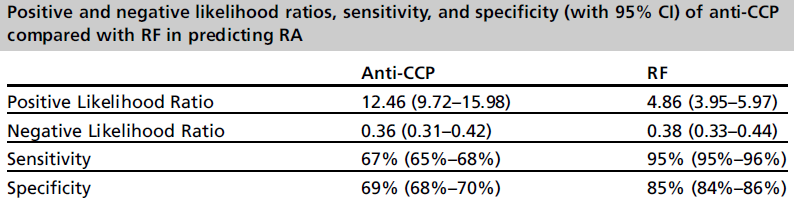 Positive and negative likelihood ratios, sensitivity, and specificity (with 95% CI) of anti-CCP
compared with RF in predicting RA
Anti-CCP RF
Positive Likelihood Ratio 12.46 (9.72–15.98) 4.86 (3.95–5.97)
Negative Likelihood Ratio 0.36 (0.31–0.42) 0.38 (0.33–0.44)
Sensitivity 67% (65%–68%) 95% (95%–96%)
Specificity 69% (68%–70%) 85% (84%–86%)